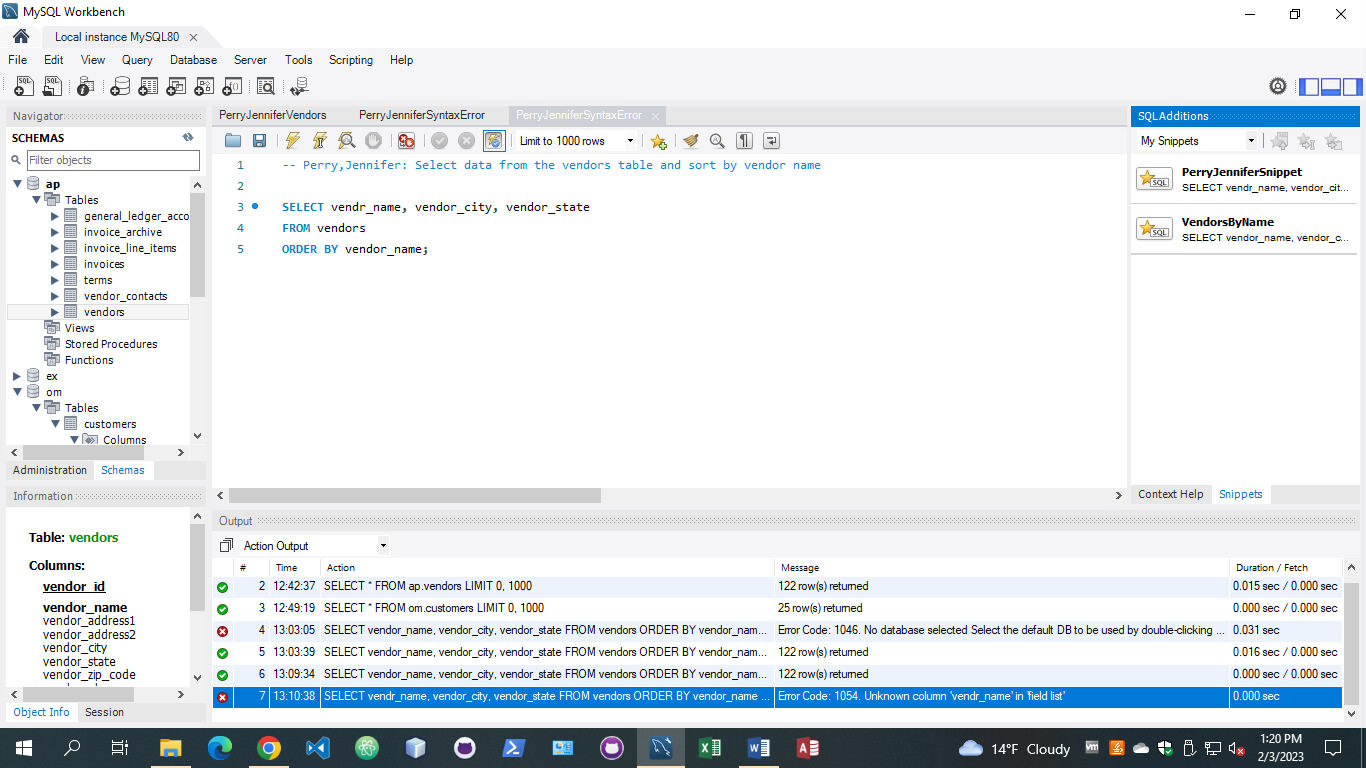 MySQL Workbench
Local instance MySQL80
File Edit View Query Database Server Tools Scripting Help
Navigator
SCHEMAS
Filter objects
ap
Tables
general_ledger_acco
invoice_archive
invoice_line_items
invoices
terms
vendor_contacts
vendors
Views
Stored Procedures
Functions
ex
om
Tables
customers
Columns
Administration Schemas
Information
Table: vendors
Columns:
vendor_id
vendor_name
vendor_address1
vendor_address2
vendor_city
vendor_state
vendor_zip_code
Object Info Session
PerryJenniferVendors PerryJenniferSyntaxError PerryJenniferSyntaxError
Limit to 1000 rows
1 -- Perry,Jennifer: Select data from the vendors table and sort by vendor name
2
3 SELECT vendr_name, vendor_city, vendor_state
4 FROM vendors
5 ORDER BY vendor_name;
SQLAdditions
My Snippets
PerryJenniferSnippet
SELECT vendr_name, vendor_cit...
VendorsByName
SELECT vendor_name, vendor_c...
Context Help Snippets
Output
Action Output
# Time Action Message Duration / Fetch
2 12:42:37 SELECT * FROM ap.vendors LIMIT 0, 1000 122 row(s) returned 0.015 sec / 0.000 sec
3 12:49:19 SELECT * FROM om.customers LIMIT 0, 1000 25 row(s) returned 0.000 sec / 0.000 sec
4 13:03:05 SELECT vendor_name, vendor_city, vendor_state FROM vendors ORDER BY vendor_nam... Error Code: 1046. No database selected Select the default DB to be used by double-clicking ... 0.031 sec
5 13:03:39 SELECT vendor_name, vendor_city, vendor_state FROM vendors ORDER BY vendor_nam... 122 row(s) returned 0.016 sec / 0.000 sec
6 13:09:34 SELECT vendor_name, vendor_city, vendor_state FROM vendors ORDER BY vendor_nam... 122 row(s) returned 0.000 sec / 0.000 sec
7 13:10:38 SELECT vendr_name, vendor_city, vendor_state FROM vendors ORDER BY vendor_name ... Error Code: 1054. Unknown column 'vendr_name' in 'field list' 0.000 sec
14°F Cloudy
1:20 PM
2/3/2023